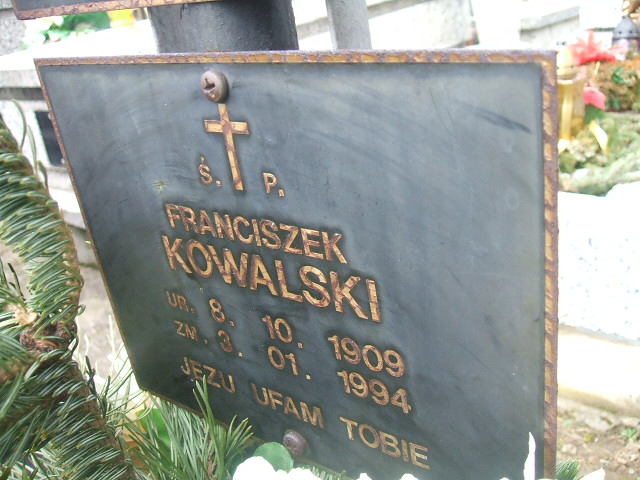 Ś. P.
FRANCISZEK
KOWALSKI
UR. 8. 10. 1909
ZM. 3. 01. 1994
JEZU UFAM TOBIE